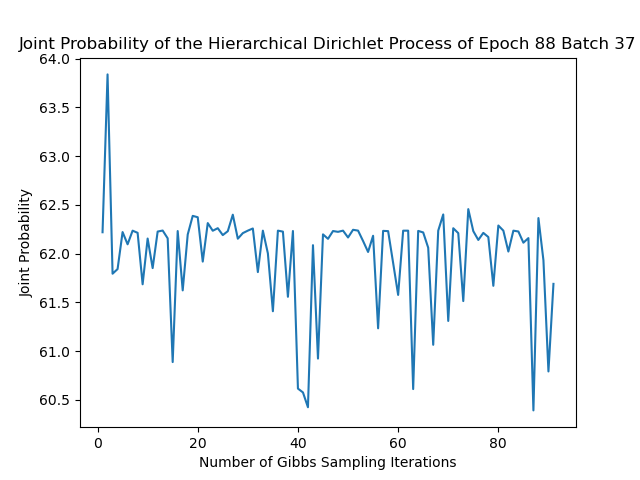 Joint Probability of the Hierarchical Dirichlet Process of Epoch 88 Batch 37
64.0
63.5
63.0
62.5
62.0
61.5
61.0
60.5
Joint Probability
0 20 40 60 80
Number of Gibbs Sampling Iterations